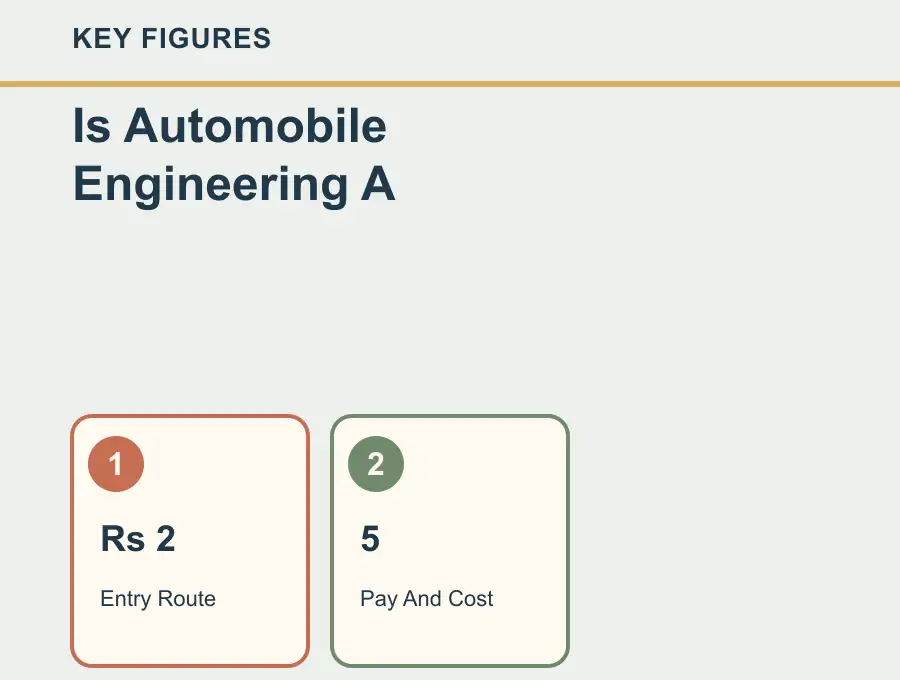 KEY FIGURES
Is Automobile
Engineering A
1
2
Rs 2
5
Entry Route
Pay And Cost